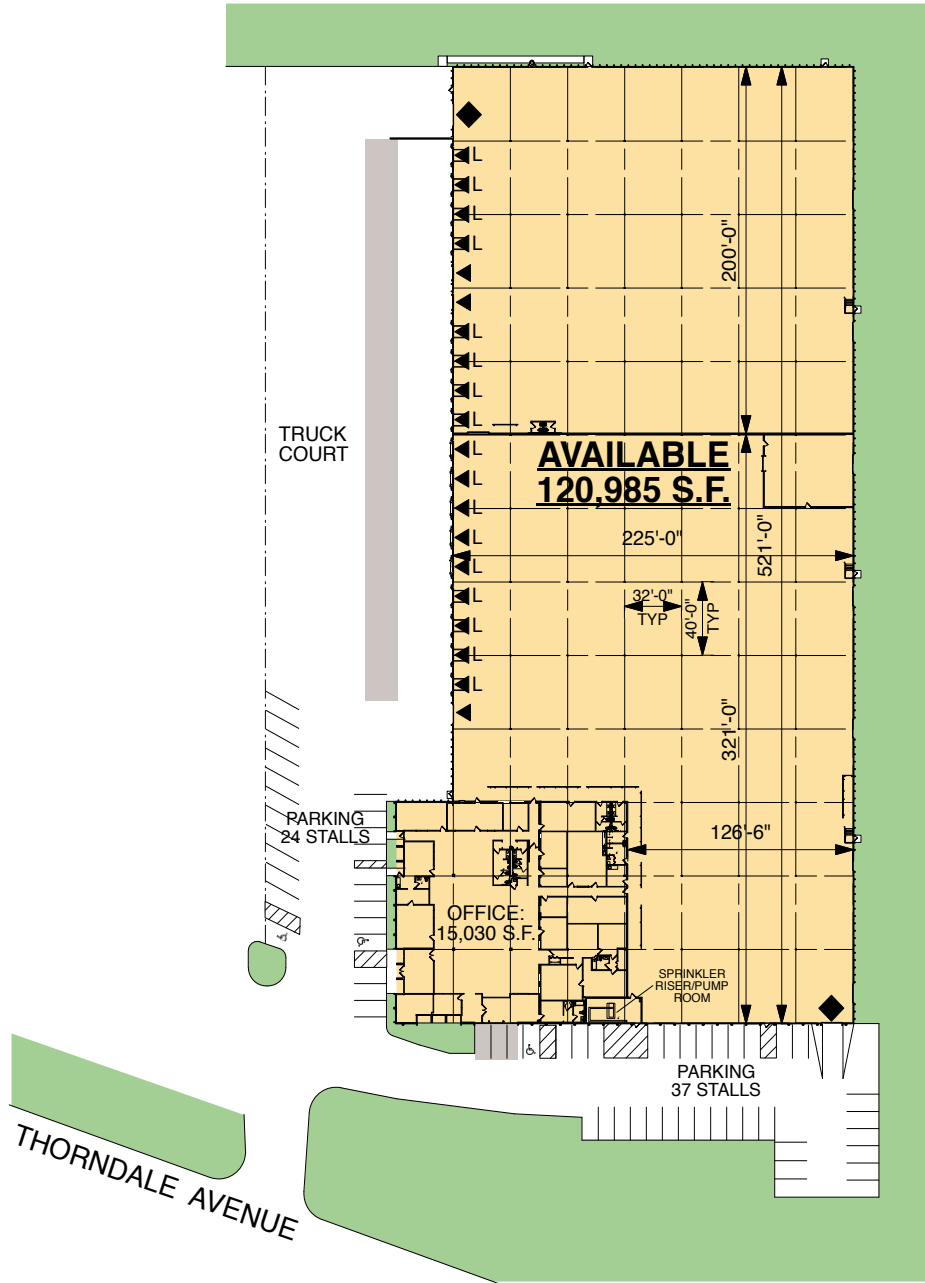 L
L
L
L
200'-0"
L
L
L
L
TRUCK
COURT
AVAILABLE
120,985 S.F.
L
L
L
L
225'-0"
521'-0"
L
L
32'-0"
TYP
40'-0"
TYP
L
L
L
321'-0"
PARKING
24 STALLS
126'-6"
OFFICE:
15,030 S.F.
SPRINKLER
RISER/PUMP
ROOM
PARKING
37 STALLS
THORNDALE AVENUE